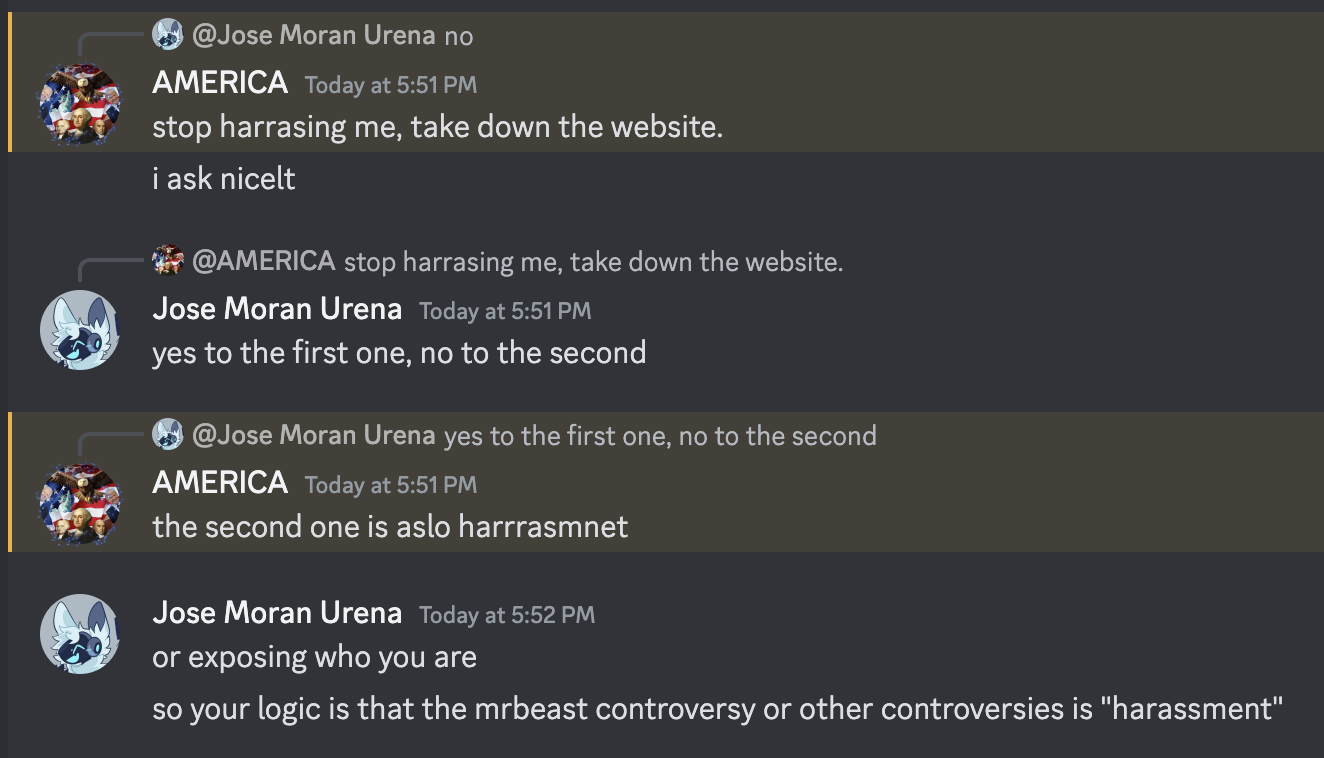 @Jose Moran Urena no
AMERICA Today at 5:51 PM
stop harrasing me, take down the website.
i ask nicelt
@AMERICA stop harrasing me, take down the website.
Jose Moran Urena Today at 5:51 PM
yes to the first one, no to the second
@Jose Moran Urena yes to the first one, no to the second
AMERICA Today at 5:51 PM
the second one is aslo harrrasmnet
Jose Moran Urena Today at 5:52 PM
or exposing who you are
so your logic is that the mrbeast controversy or other controversies is "harassment"